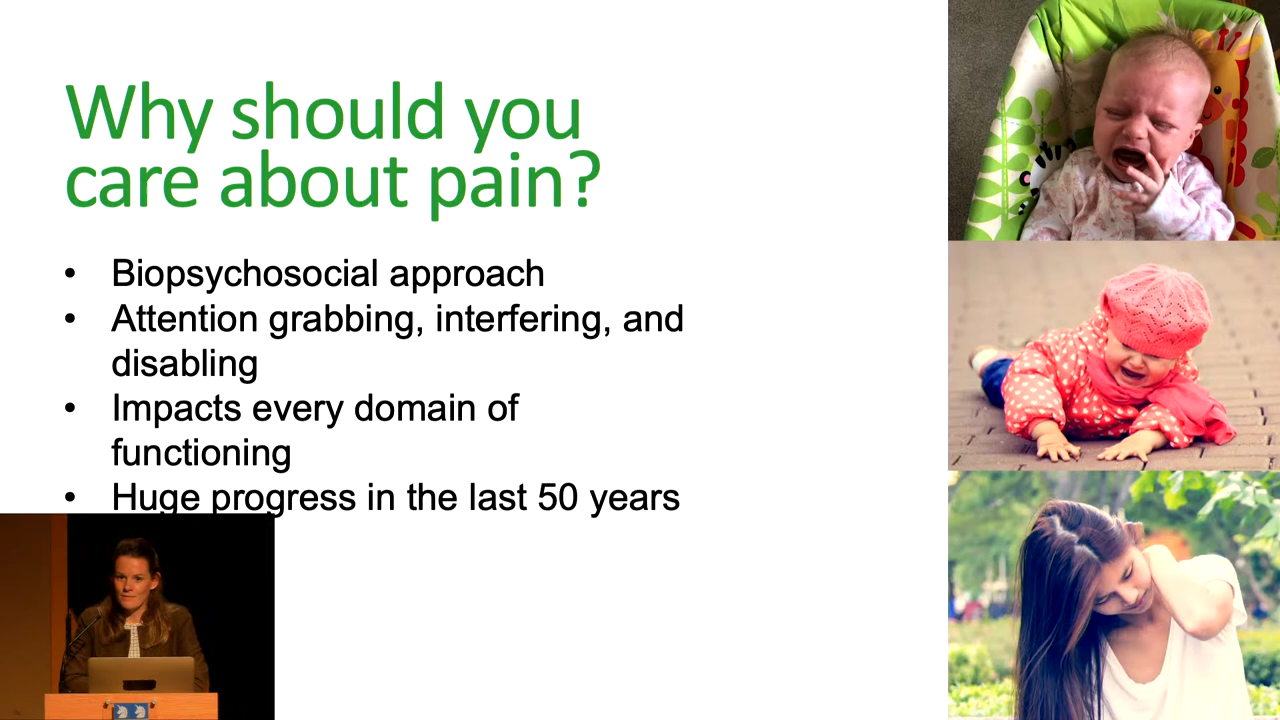 Why should you
care about pain?
• Biopsychosocial approach
• Attention grabbing, interfering, and
disabling
• Impacts every domain of
functioning
• Huge progress in the last 50 years